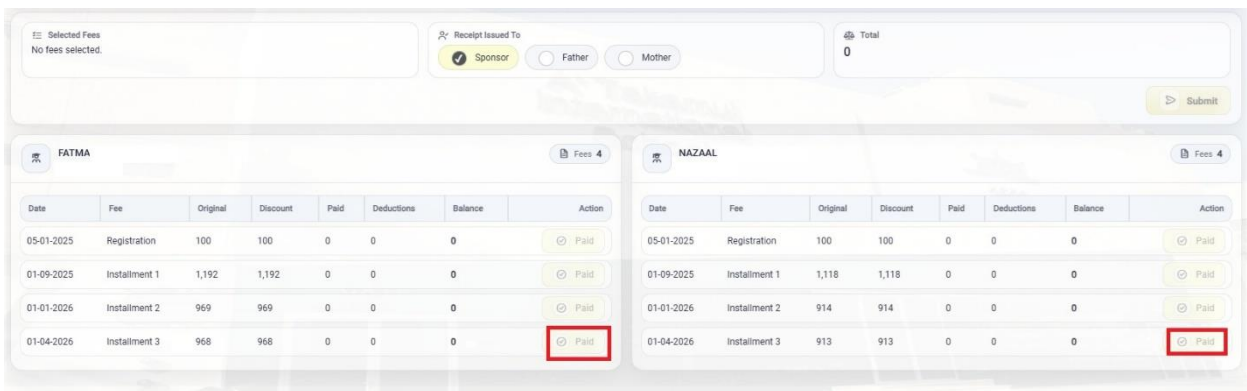 Selected Fees
No fees selected.
Receipt Issued To
Sponsor Father Mother
Total
0
Submit
FATMA
Fees 4
Date Fee Original Discount Paid Deductions Balance Action
05-01-2025 Registration 100 100 0 0 0 Paid
01-09-2025 Installment 1 1,192 1,192 0 0 0 Paid
01-01-2026 Installment 2 969 969 0 0 0 Paid
01-04-2026 Installment 3 968 968 0 0 0 Paid
NAZAAL
Fees 4
Date Fee Original Discount Paid Deductions Balance Action
05-01-2025 Registration 100 100 0 0 0 Paid
01-09-2025 Installment 1 1,118 1,118 0 0 0 Paid
01-01-2026 Installment 2 914 914 0 0 0 Paid
01-04-2026 Installment 3 913 913 0 0 0 Paid